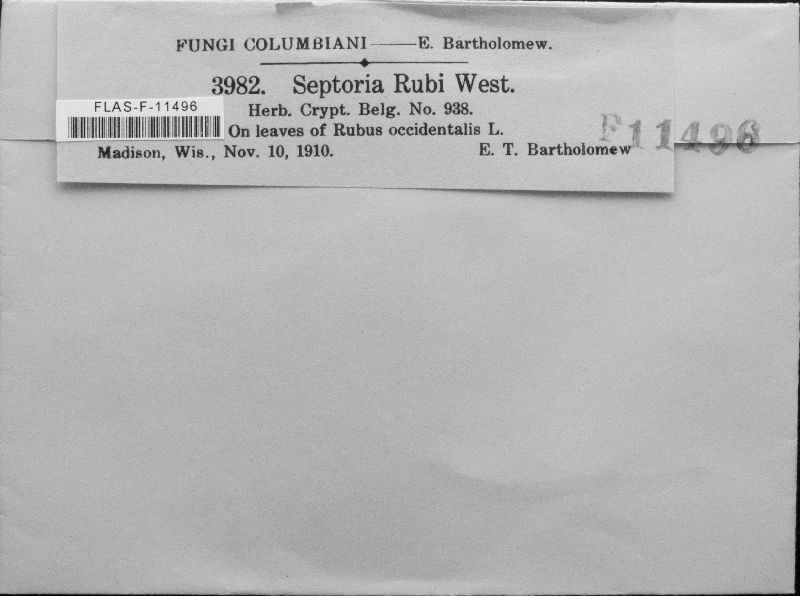 FUNGI COLUMBIANI——E. Bartholomew.
3982. Septoria Rubi West.
FLAS-F-11496
Herb. Crypt. Belg. No. 938.
On leaves of Rubus occidentalis L.
F11496
Madison, Wis., Nov. 10, 1910. E. T. Bartholomew